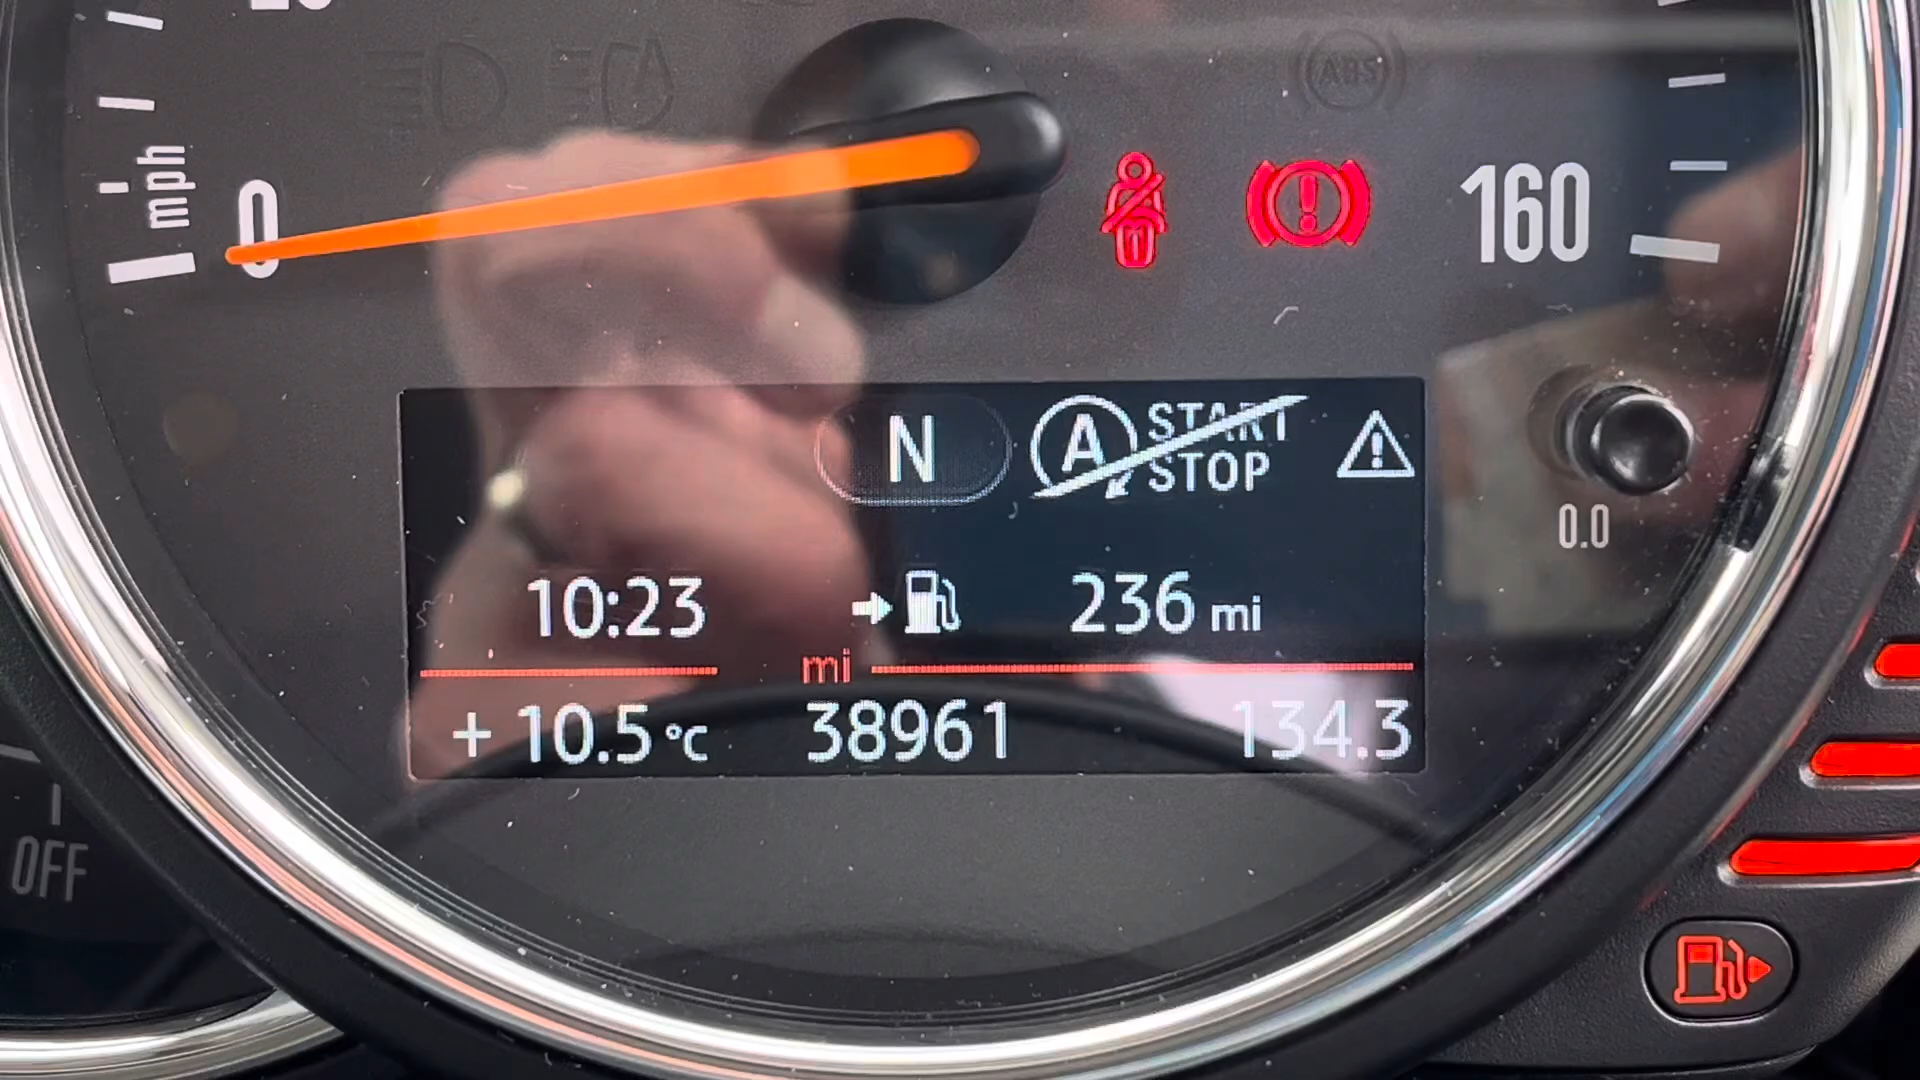 mph
0
160
ABS
N
A
START
STOP
0.0
10:23
236 mi
mi
+ 10.5 °C
38961
134.3
OFF